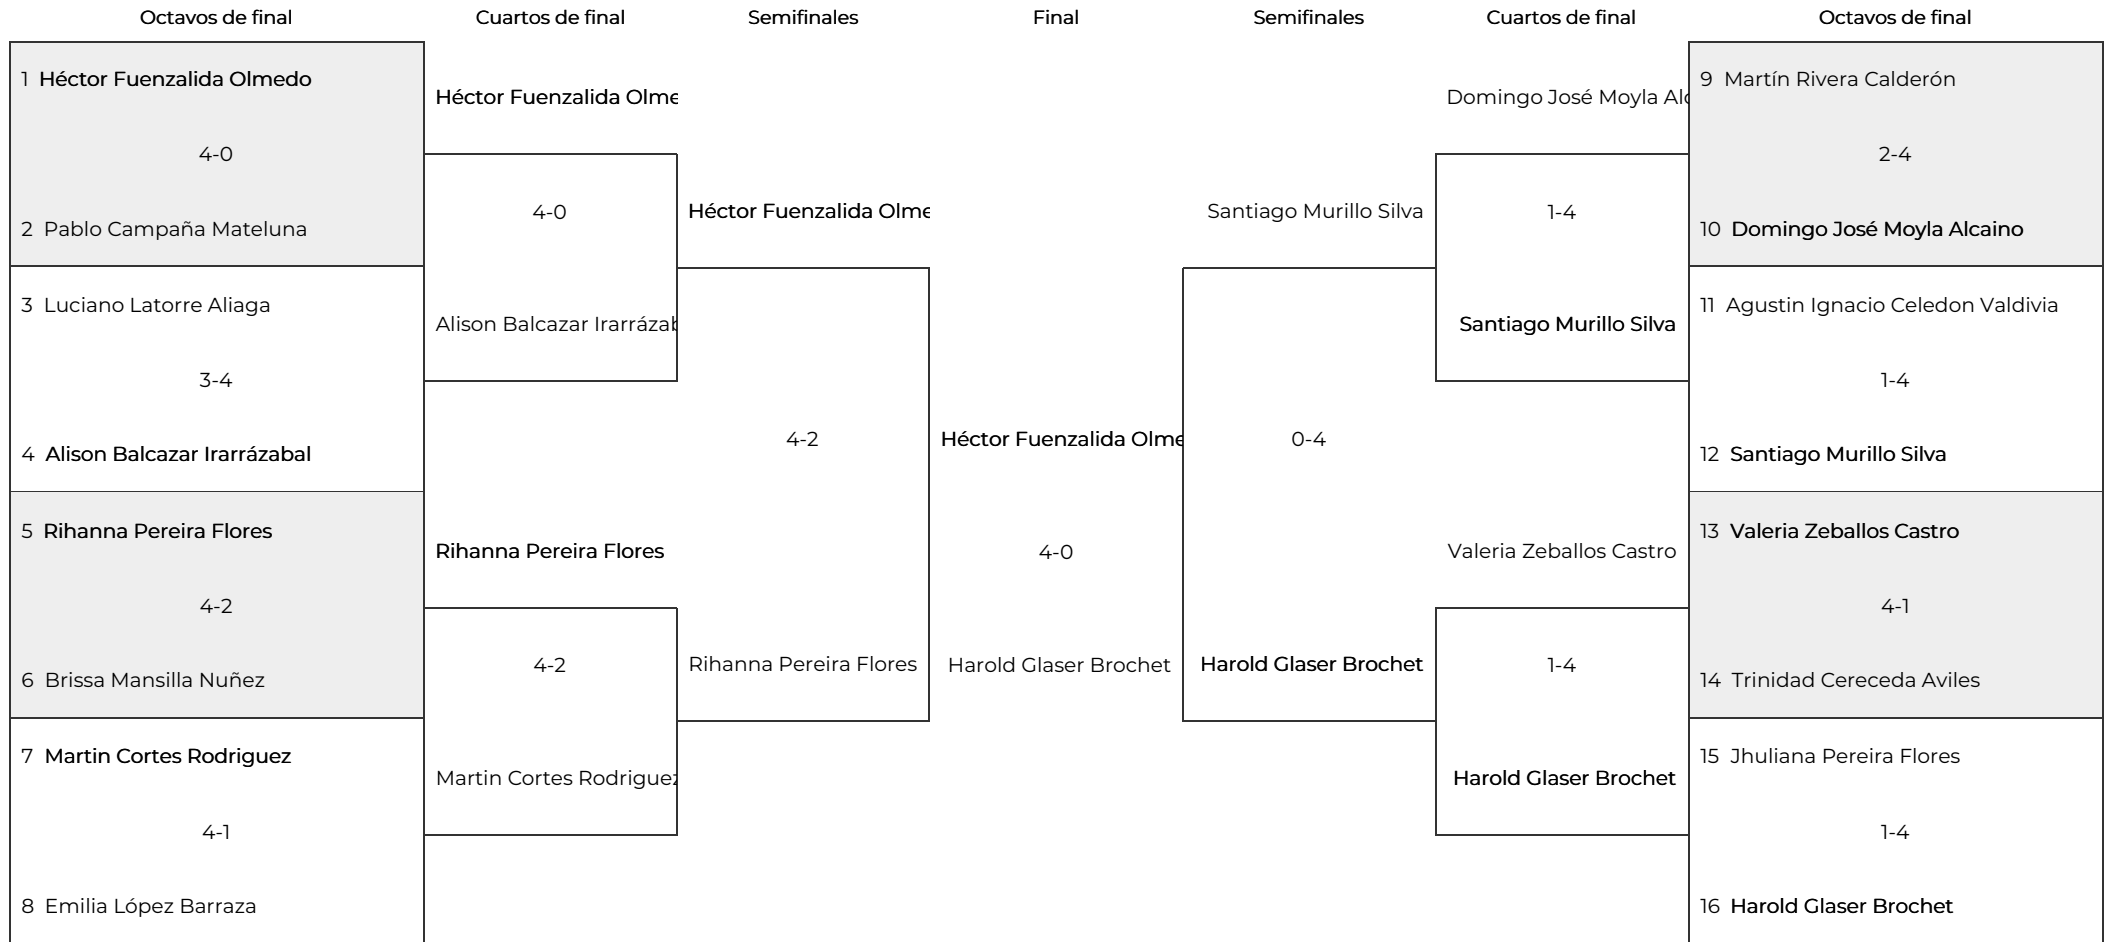 Octavos de final
Cuartos de final
Semifinales
Final
Semifinales
Cuartos de final
Octavos de final
1 Héctor Fuenzalida Olmedo
4-0
2 Pablo Campaña Mateluna
3 Luciano Latorre Aliaga
3-4
4 Alison Balcazar Irarrázabal
5 Rihanna Pereira Flores
4-2
6 Brissa Mansilla Nuñez
7 Martin Cortes Rodriguez
4-1
8 Emilia López Barraza
Héctor Fuenzalida Olme
4-0
Alison Balcazar Irarrázab
Rihanna Pereira Flores
4-2
Martin Cortes Rodriguez
Héctor Fuenzalida Olme
4-2
Rihanna Pereira Flores
Héctor Fuenzalida Olme
4-0
Harold Glaser Brochet
Santiago Murillo Silva
0-4
Harold Glaser Brochet
Domingo José Moyla Alc
1-4
Santiago Murillo Silva
Valeria Zeballos Castro
1-4
Harold Glaser Brochet
9 Martín Rivera Calderón
2-4
10 Domingo José Moyla Alcaino
11 Agustin Ignacio Celedon Valdivia
1-4
12 Santiago Murillo Silva
13 Valeria Zeballos Castro
4-1
14 Trinidad Cereceda Aviles
15 Jhuliana Pereira Flores
1-4
16 Harold Glaser Brochet